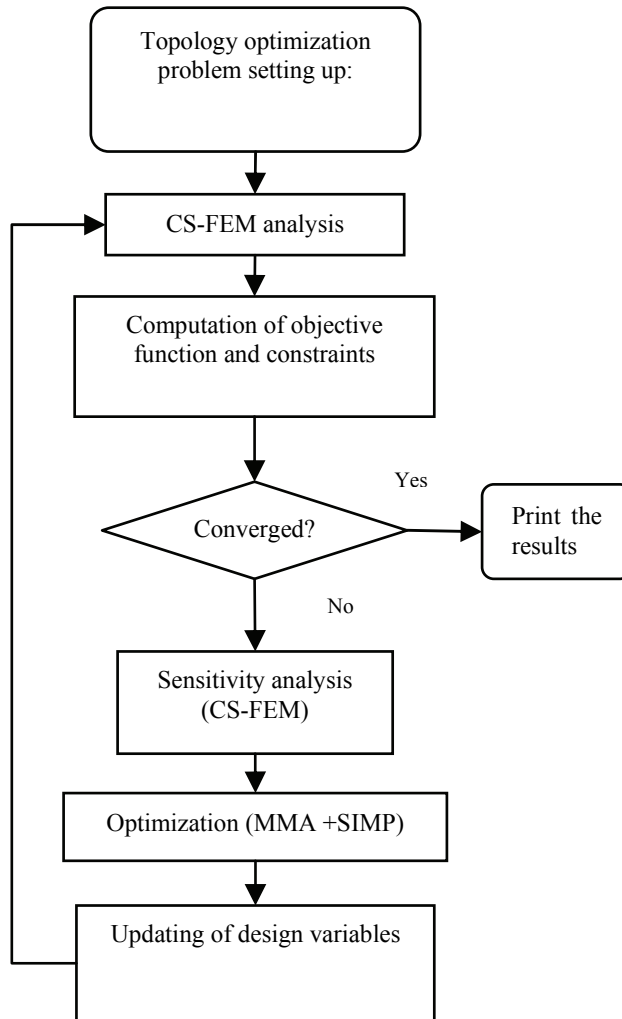 Topology optimization
problem setting up:
CS-FEM analysis
Computation of objective
function and constraints
Yes
Converged?
Print the
results
No
Sensitivity analysis
(CS-FEM)
Optimization (MMA +SIMP)
Updating of design variables